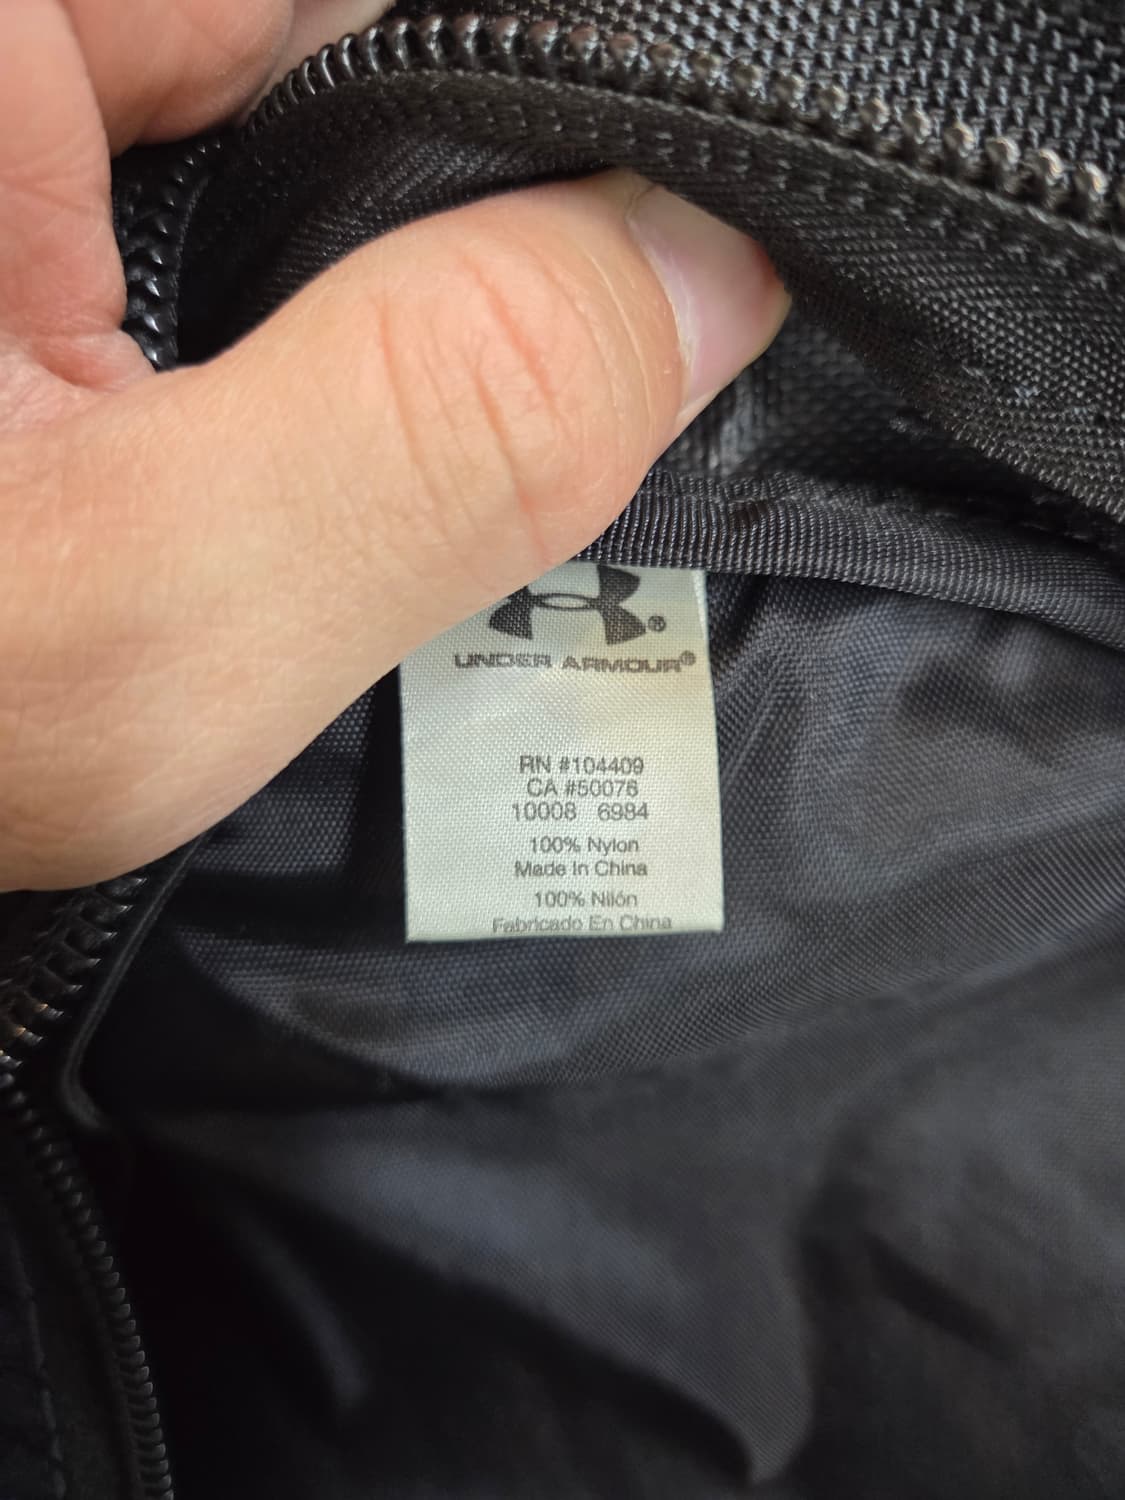 UNDER ARMOUR®
RN #104409
CA #50076
10008 6984
100% Nylon
Made In China
100% Nilón
Fabricado En China